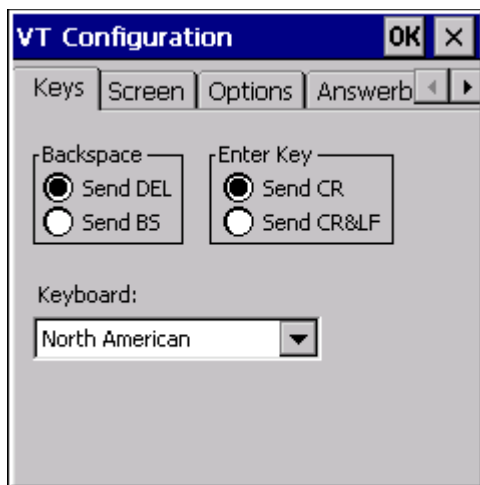 VT Configuration OK ×
Keys Screen Options Answerb
Backspace Enter Key
Send DEL Send CR
Send BS Send CR&LF
Keyboard:
North American